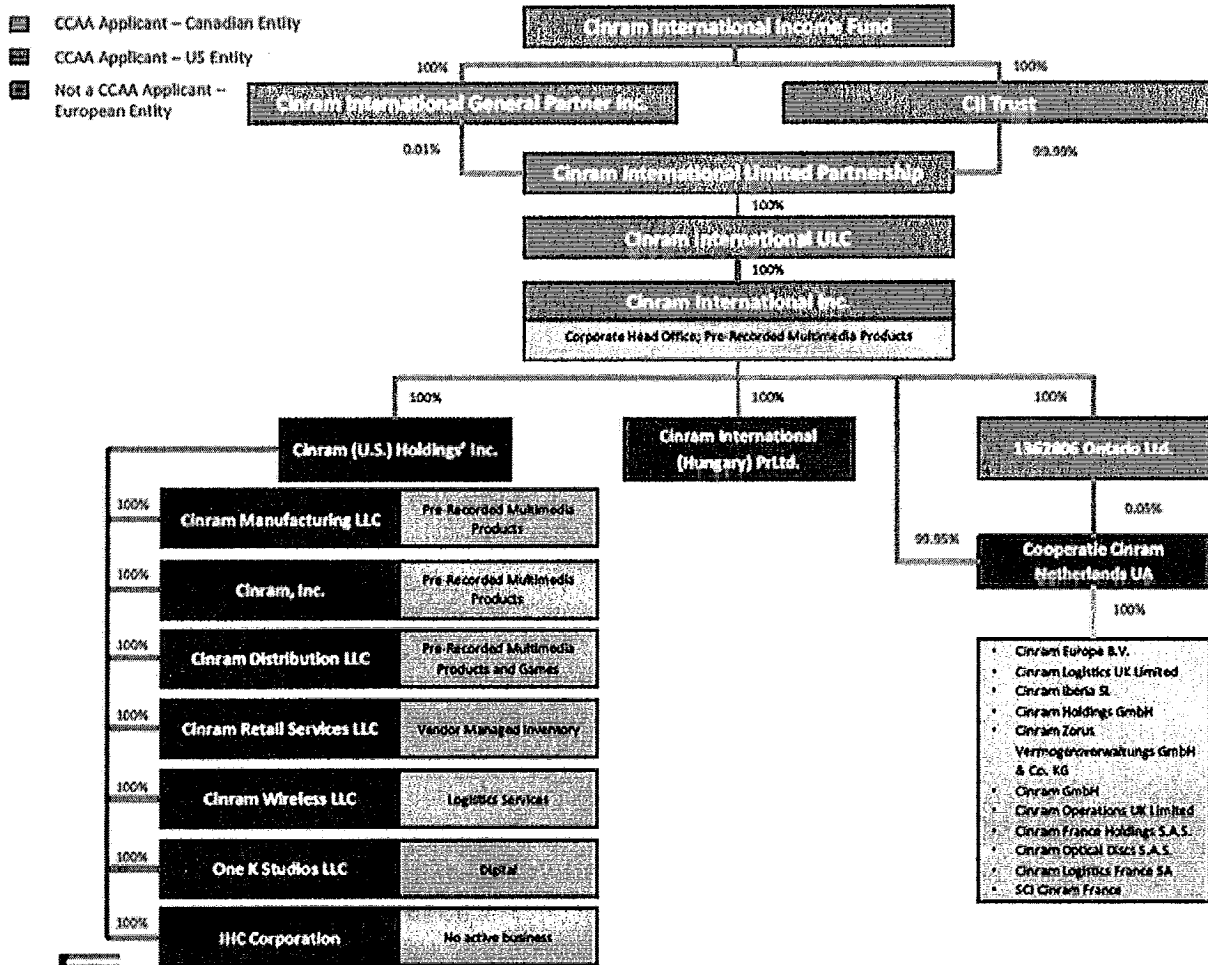 CCAA Applicant – Canadian Entity
CCAA Applicant – US Entity
Not a CCAA Applicant –
European Entity
Cinram International Income Fund
100%
100%
Cinram International General Partner Inc.
CII Trust
0.01%
99.99%
Cinram International Limited Partnership
100%
Cinram International ULC
100%
Cinram International Inc.
Corporate Head Office; Pre-Recorded Multimedia Products
100%
100%
100%
Cinram (U.S.) Holdings' Inc.
Cinram International
(Hungary) PrLtd.
1362806 Ontario Ltd.
0.05%
99.95%
Cooperatie Cinram
Netherlands UA
100%
100%
Cinram Manufacturing LLC
Pre-Recorded Multimedia
Products
100%
Cinram, Inc.
Pre-Recorded Multimedia
Products
100%
Cinram Distribution LLC
Pre-Recorded Multimedia
Products and Games
100%
Cinram Retail Services LLC
Vendor Managed Inventory
100%
Cinram Wireless LLC
Logistics Services
100%
One K Studios LLC
Digital
100%
IHC Corporation
No active business
• Cinram Europe B.V.
• Cinram Logistics UK Limited
• Cinram Iberia SL
• Cinram Holdings GmbH
• Cinram Zorus
Vermogensverwaltungs GmbH
& Co. KG
• Cinram GmbH
• Cinram Operations UK Limited
• Cinram France Holdings S.A.S.
• Cinram Optical Discs S.A.S.
• Cinram Logistics France SA
• SCI Cinram France